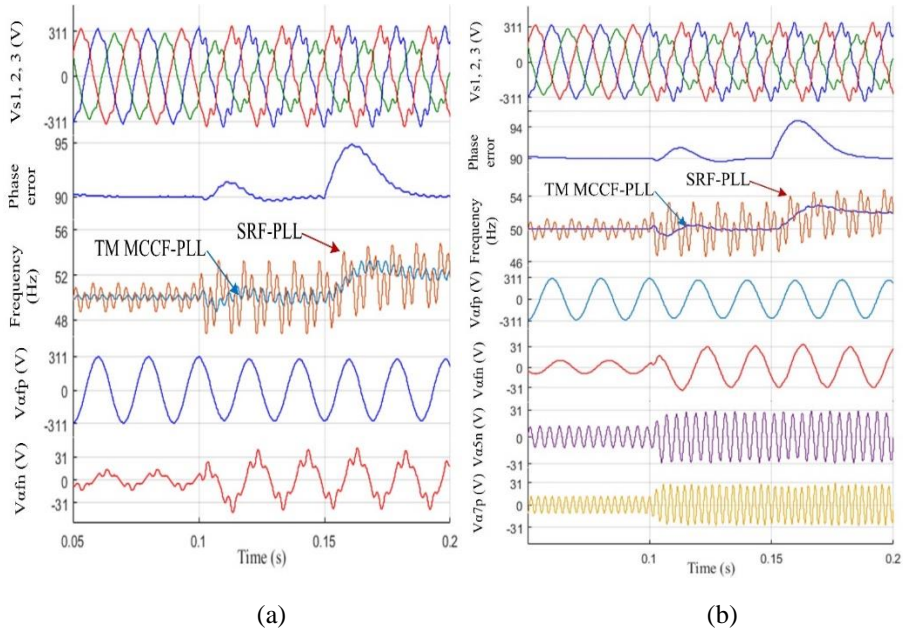 Vs1, 2, 3 (V)
311
0
-311
Phase
error
95
90
Frequency
(Hz)
56
52
48
TM MCCF-PLL
SRF-PLL
Vαfp (V)
311
0
-311
Vαfn (V)
31
0
-31
0.05
0.1
0.15
0.2
Time (s)
(a)
Vs1, 2, 3 (V)
311
0
-311
Phase
error
94
90
Frequency
(Hz)
54
50
46
TM MCCF-PLL
SRF-PLL
Vαfp (V)
311
0
-311
Vαfn (V)
31
0
-31
Vα5n (V)
31
0
-31
Vα7p (V)
31
0
-31
0.1
0.15
0.2
Time (s)
(b)